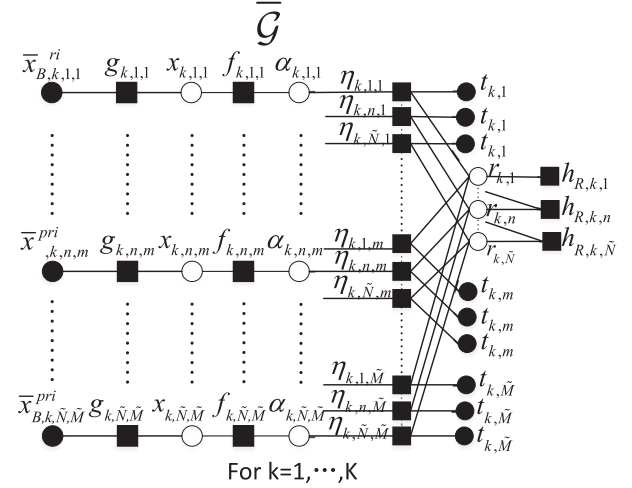 𝒢̅
x̄_{B,k,1,1}^{ri} g_{k,1,1} x_{k,1,1} f_{k,1,1} α_{k,1,1} η_{k,1,1} t_{k,1}
η_{k,n,1} t_{k,1}
η_{k,Ñ,1} t_{k,1}
r_{k,1} h_{R,k,1}
r_{k,n} h_{R,k,n}
r_{k,Ñ} h_{R,k,Ñ}
x̄_{,k,n,m}^{pri} g_{k,n,m} x_{k,n,m} f_{k,n,m} α_{k,n,m} η_{k,1,m}
η_{k,n,m} t_{k,m}
η_{k,Ñ,m} t_{k,m}
t_{k,m}
η_{k,1,M̃} t_{k,M̃}
x̄_{B,k,Ñ,M̃}^{pri} g_{k,Ñ,M̃} x_{k,Ñ,M̃} f_{k,Ñ,M̃} α_{k,Ñ,M̃} η_{k,n,M̃} t_{k,M̃}
η_{k,Ñ,M̃} t_{k,M̃}
For k=1,⋯,K